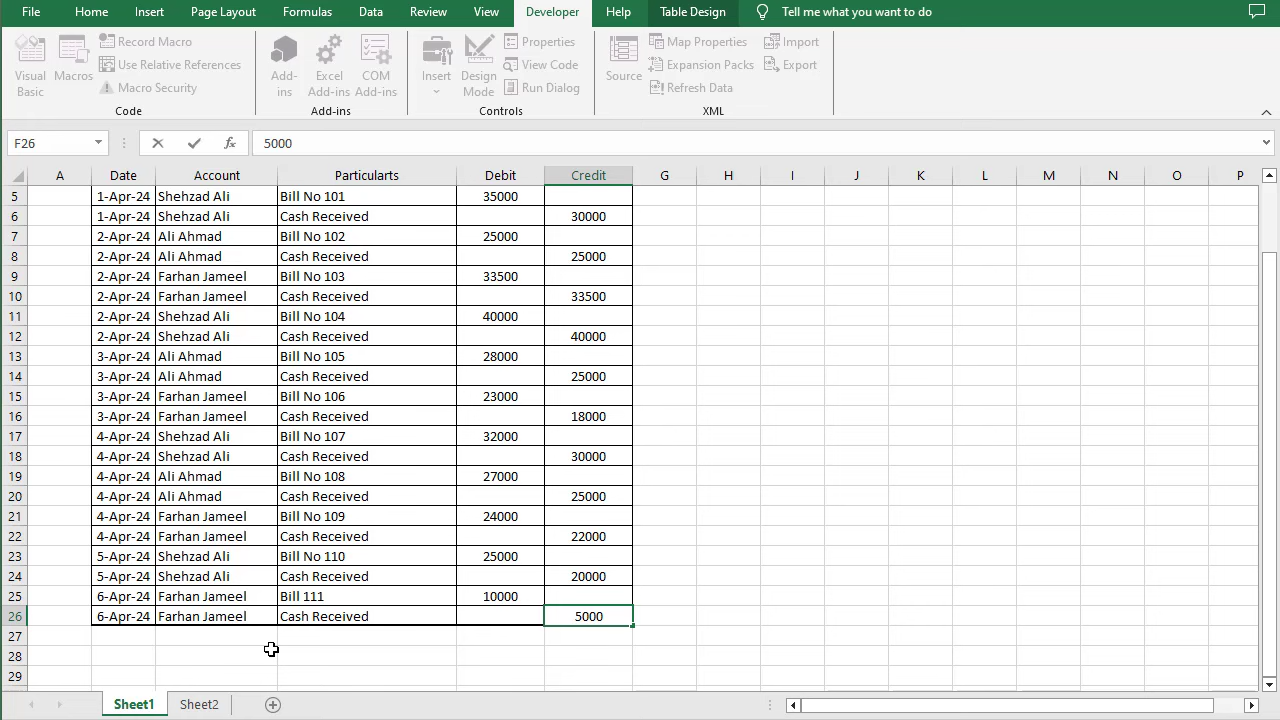 File Home Insert Page Layout Formulas Data Review View Developer Help Table Design Tell me what you want to do
Visual Basic Macros Record Macro Use Relative References Macro Security Code
Add-ins Excel Add-ins COM Add-ins Add-ins
Insert Design Mode Properties View Code Run Dialog Controls
Source Map Properties Expansion Packs Refresh Data Import Export XML
F26 fx 5000
A Date Account Particularts Debit Credit G H I J K L M N O P
5 1-Apr-24 Shehzad Ali Bill No 101 35000
6 1-Apr-24 Shehzad Ali Cash Received 30000
7 2-Apr-24 Ali Ahmad Bill No 102 25000
8 2-Apr-24 Ali Ahmad Cash Received 25000
9 2-Apr-24 Farhan Jameel Bill No 103 33500
10 2-Apr-24 Farhan Jameel Cash Received 33500
11 2-Apr-24 Shehzad Ali Bill No 104 40000
12 2-Apr-24 Shehzad Ali Cash Received 40000
13 3-Apr-24 Ali Ahmad Bill No 105 28000
14 3-Apr-24 Ali Ahmad Cash Received 25000
15 3-Apr-24 Farhan Jameel Bill No 106 23000
16 3-Apr-24 Farhan Jameel Cash Received 18000
17 4-Apr-24 Shehzad Ali Bill No 107 32000
18 4-Apr-24 Shehzad Ali Cash Received 30000
19 4-Apr-24 Ali Ahmad Bill No 108 27000
20 4-Apr-24 Ali Ahmad Cash Received 25000
21 4-Apr-24 Farhan Jameel Bill No 109 24000
22 4-Apr-24 Farhan Jameel Cash Received 22000
23 5-Apr-24 Shehzad Ali Bill No 110 25000
24 5-Apr-24 Shehzad Ali Cash Received 20000
25 6-Apr-24 Farhan Jameel Bill 111 10000
26 6-Apr-24 Farhan Jameel Cash Received 5000
27
28
29
Sheet1 Sheet2